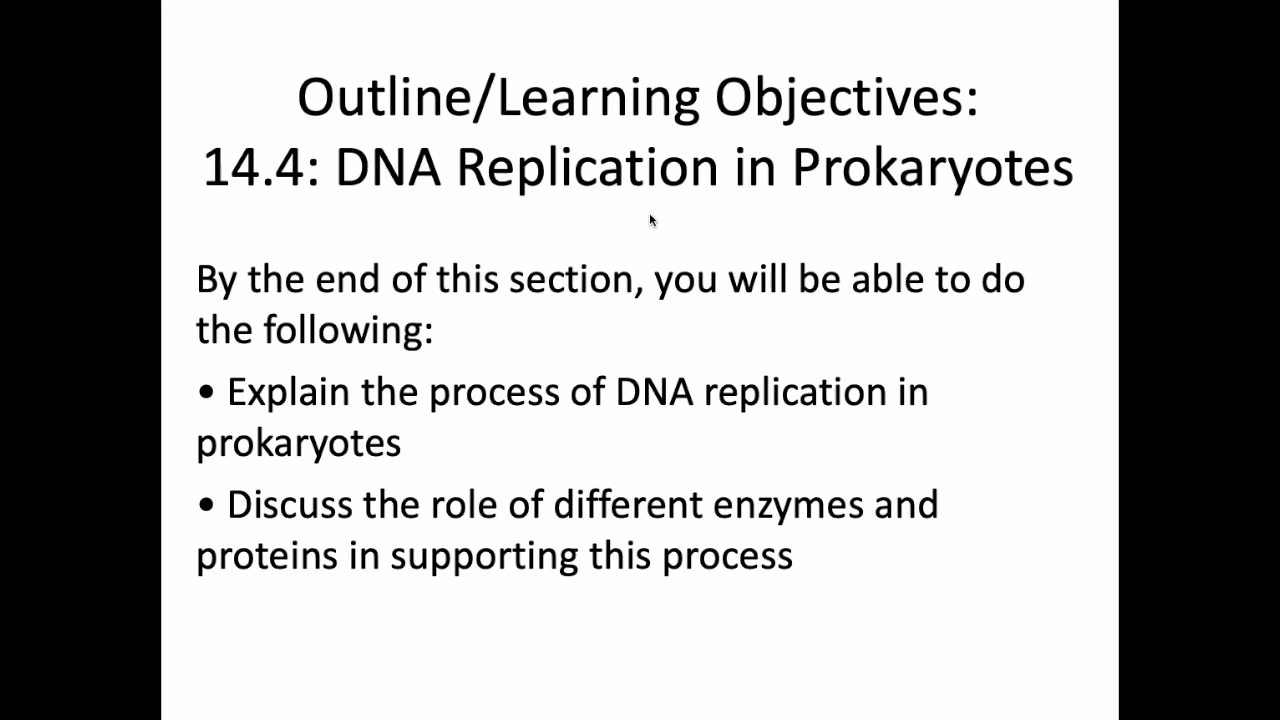 Outline/Learning Objectives:
14.4: DNA Replication in Prokaryotes
By the end of this section, you will be able to do
the following:
• Explain the process of DNA replication in
prokaryotes
• Discuss the role of different enzymes and
proteins in supporting this process